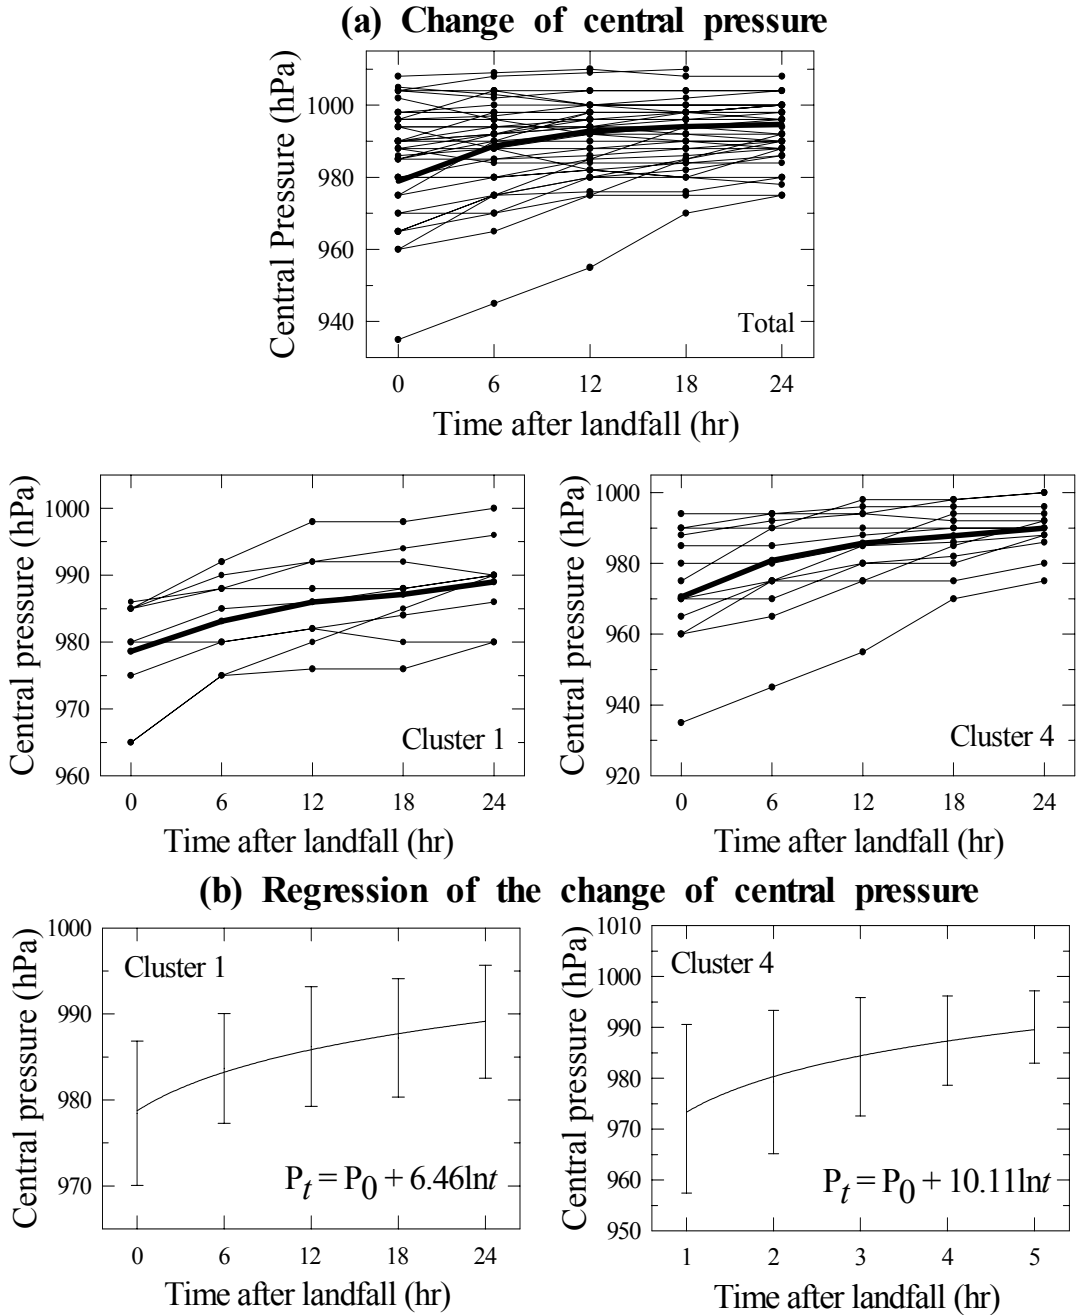 (a) Change of central pressure
Central Pressure (hPa)
1000
980
960
940
Total
0 6 12 18 24
Time after landfall (hr)
Central pressure (hPa)
1000
990
980
970
960
Cluster 1
0 6 12 18 24
Time after landfall (hr)
Central pressure (hPa)
1000
980
960
940
920
Cluster 4
0 6 12 18 24
Time after landfall (hr)
(b) Regression of the change of central pressure
Central pressure (hPa)
1000
990
980
970
Cluster 1
Pt = P0 + 6.46lnt
0 6 12 18 24
Time after landfall (hr)
Central pressure (hPa)
1010
1000
990
980
970
960
950
Cluster 4
Pt = P0 + 10.11lnt
1 2 3 4 5
Time after landfall (hr)